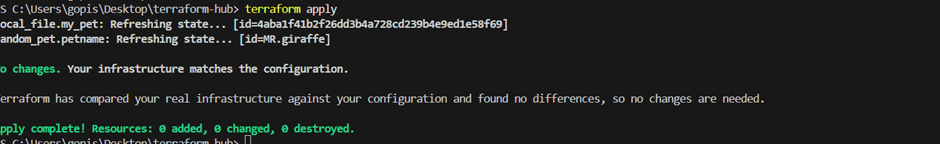 S C:\Users\gopis\Desktop\terraform-hub> terraform apply
ocal_file.my_pet: Refreshing state... [id=4aba1f41b2f26dd3b4a728cd239b4e9ed1e58f69]
andom_pet.petname: Refreshing state... [id=MR.giraffe]
o changes. Your infrastructure matches the configuration.
erraform has compared your real infrastructure against your configuration and found no differences, so no changes are needed.
pply complete! Resources: 0 added, 0 changed, 0 destroyed.
S C:\Users\gopis\Desktop\terraform-hub>